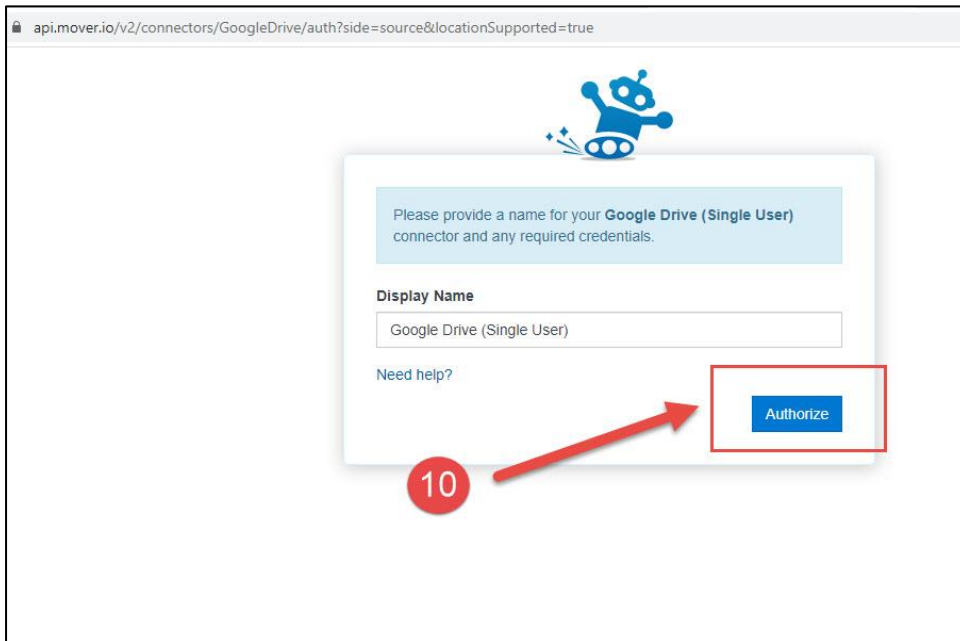 api.mover.io/v2/connectors/GoogleDrive/auth?side=source&locationSupported=true
Please provide a name for your Google Drive (Single User)
connector and any required credentials.
Display Name
Google Drive (Single User)
Need help?
Authorize
10